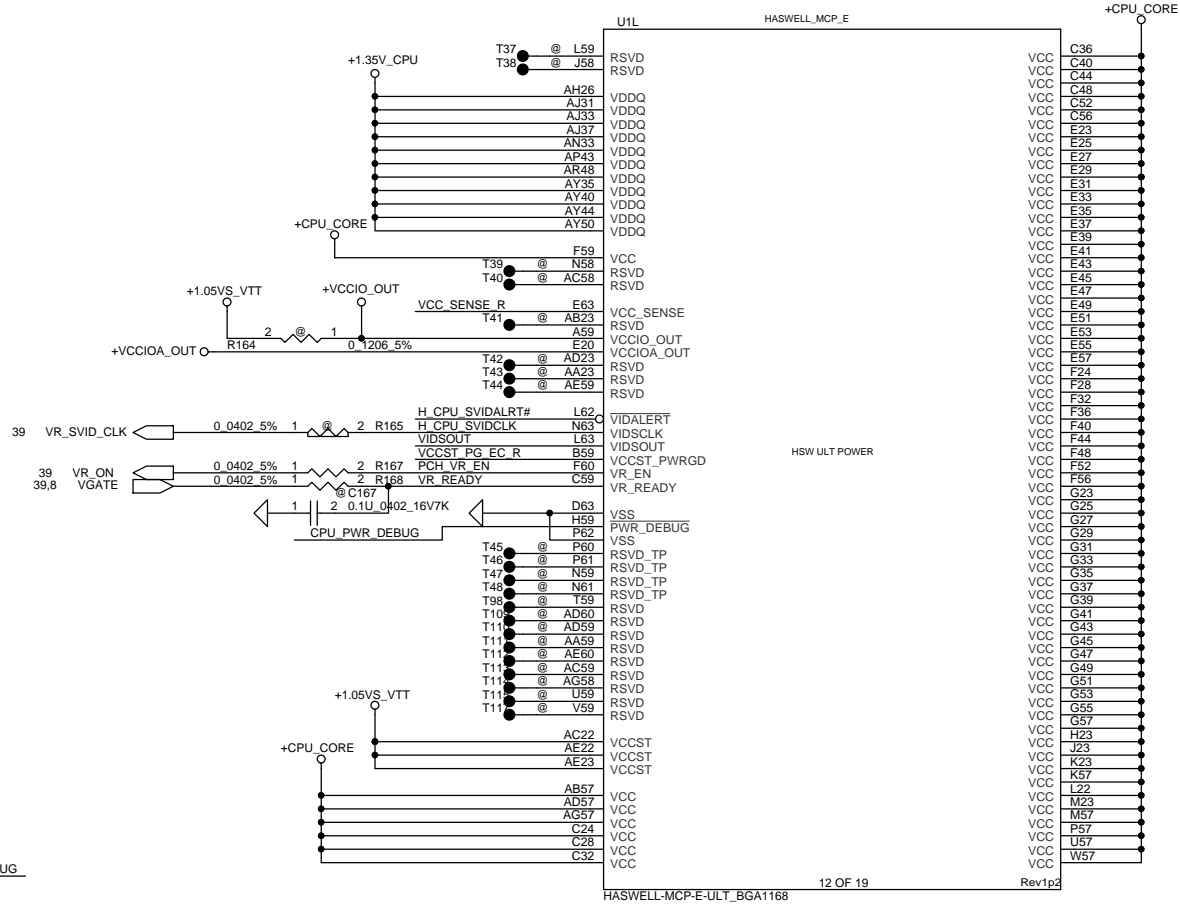 +CPU_CORE
U1L HASWELL_MCP_E
T37 @ L59 RSVD VCC C36
T38 @ J58 RSVD VCC C40
+1.35V_CPU VCC C44
AH26 VDDQ VCC C48
AJ31 VDDQ VCC C52
AJ33 VDDQ VCC C56
AJ37 VDDQ VCC E23
AN33 VDDQ VCC E25
AP43 VDDQ VCC E27
AR48 VDDQ VCC E29
AY35 VDDQ VCC E31
AY40 VDDQ VCC E33
AY44 VDDQ VCC E35
AY50 VDDQ VCC E37
+CPU_CORE VCC E39
F59 VCC VCC E41
T39 @ N58 RSVD VCC E43
T40 @ AC58 RSVD VCC E45
+1.05VS_VTT +VCCIO_OUT VCC E47
VCC_SENSE_R E63 VCC_SENSE VCC E49
T41 @ AB23 RSVD VCC E51
2 @ 1 A59 VCCIO_OUT VCC E53
+VCCIOA_OUT R164 0_1206_5% E20 VCCIOA_OUT VCC E55
T42 @ AD23 RSVD VCC E57
T43 @ AA23 RSVD VCC F24
T44 @ AE59 RSVD VCC F28
VCC F32
H_CPU_SVIDALRT# L62 VIDALERT VCC F36
39 VR_SVID_CLK 0_0402_5% 1 @ 2 R165 H_CPU_SVIDCLK N63 VIDSCLK VCC F40
VIDSOUT L63 VIDSOUT VCC F44
VCCST_PG_EC_R B59 VCCST_PWRGD HSW ULT POWER VCC F48
39 VR_ON 0_0402_5% 1 2 R167 PCH_VR_EN F60 VR_EN VCC F52
39,8 VGATE 0_0402_5% 1 2 R168 VR_READY C59 VR_READY VCC F56
@ C167 VCC G23
1 2 0.1U_0402_16V7K D63 VSS VCC G25
H59 PWR_DEBUG VCC G27
CPU_PWR_DEBUG P62 VSS VCC G29
T45 @ P60 RSVD_TP VCC G31
T46 @ P61 RSVD_TP VCC G33
T47 @ N59 RSVD_TP VCC G35
T48 @ N61 RSVD_TP VCC G37
T98 @ T59 RSVD VCC G39
@ AD60 RSVD VCC G41
@ AD59 RSVD VCC G43
@ AA59 RSVD VCC G45
@ AE60 RSVD VCC G47
@ AC59 RSVD VCC G49
@ AG58 RSVD VCC G51
@ U59 RSVD VCC G53
@ V59 RSVD VCC G55
+1.05VS_VTT VCC G57
AC22 VCCST VCC H23
AE22 VCCST VCC J23
+CPU_CORE AE23 VCCST VCC K23
VCC K57
AB57 VCC VCC L22
AD57 VCC VCC M23
AG57 VCC VCC M57
C24 VCC VCC P57
C28 VCC VCC U57
C32 VCC VCC W57
UG
12 OF 19 Rev1p2
HASWELL-MCP-E-ULT_BGA1168